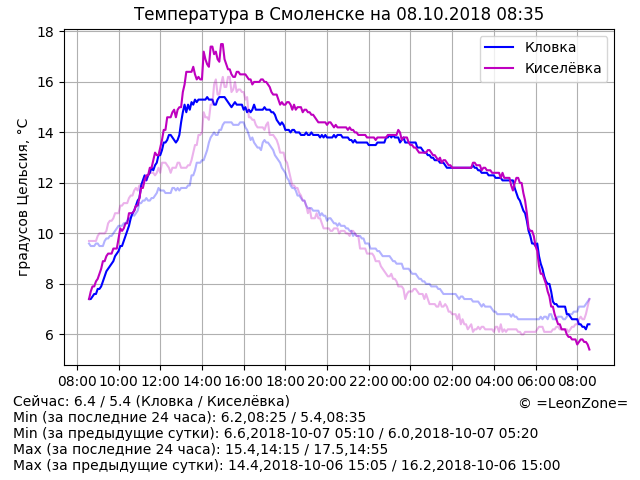 Температура в Смоленске на 08.10.2018 08:35
градусов Цельсия, °C
18
16
14
12
10
8
6
Кловка
Киселёвка
08:00 10:00 12:00 14:00 16:00 18:00 20:00 22:00 00:00 02:00 04:00 06:00 08:00
Сейчас: 6.4 / 5.4 (Кловка / Киселёвка)
© =LeonZone=
Min (за последние 24 часа): 6.2,08:25 / 5.4,08:35
Min (за предыдущие сутки): 6.6,2018-10-07 05:10 / 6.0,2018-10-07 05:20
Max (за последние 24 часа): 15.4,14:15 / 17.5,14:55
Max (за предыдущие сутки): 14.4,2018-10-06 15:05 / 16.2,2018-10-06 15:00